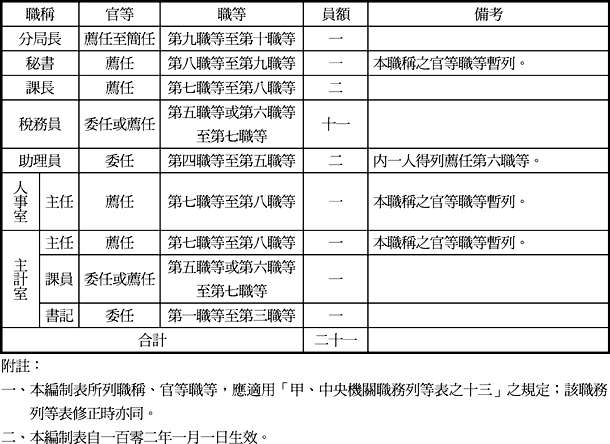 職稱 官等 職等 員額 備考
分局長 薦任至簡任 第九職等至第十職等 一
秘書 薦任 第八職等至第九職等 一 本職稱之官等職等暫列。
課長 薦任 第七職等至第八職等 二
稅務員 委任或薦任 第五職等或第六職等至第七職等 十一
助理員 委任 第四職等至第五職等 二 內一人得列薦任第六職等。
人事室 主任 薦任 第七職等至第八職等 一 本職稱之官等職等暫列。
主計室 主任 薦任 第七職等至第八職等 一 本職稱之官等職等暫列。
課員 委任或薦任 第五職等或第六職等至第七職等 一
書記 委任 第一職等至第三職等 一
合計 二十一
附註：
一、本編制表所列職稱、官等職等，應適用「甲、中央機關職務列等表之十三」之規定；該職務
列等表修正時亦同。
二、本編制表自一百零二年一月一日生效。